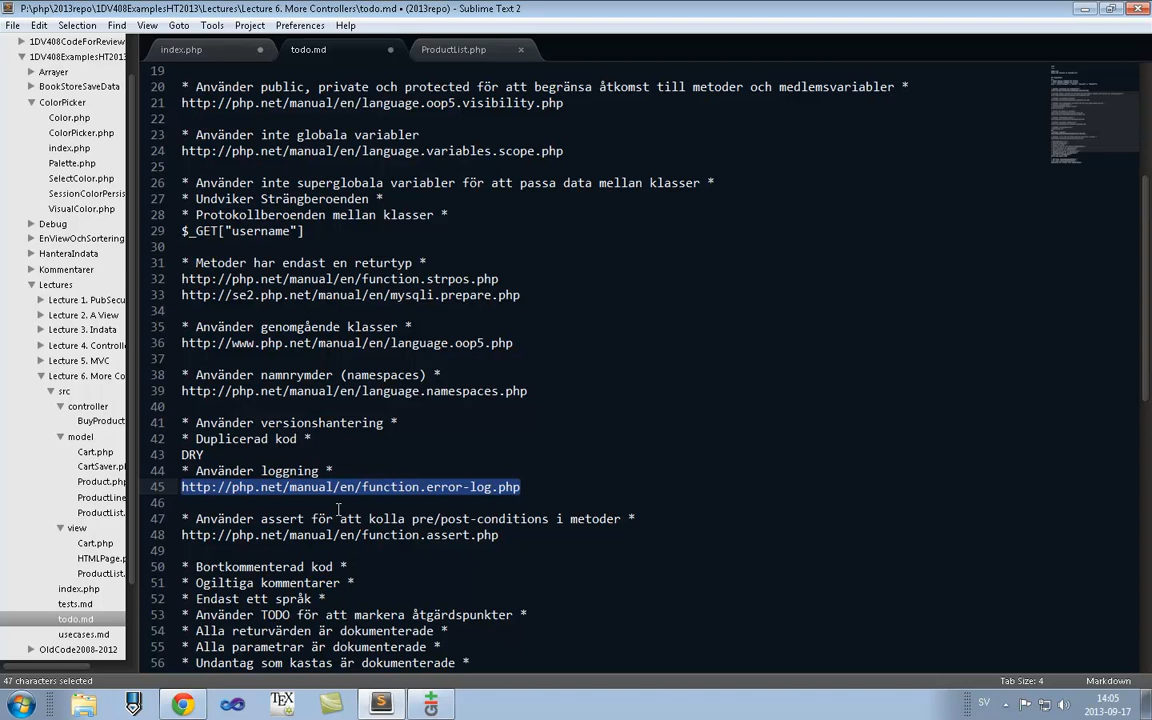 P:\php\2013repo\1DV408ExamplesHT2013\Lectures\Lecture 6. More Controllers\todo.md • (2013repo) - Sublime Text 2
File Edit Selection Find View Goto Tools Project Preferences Help
index.php todo.md ProductList.php
1DV408CodeForReview
1DV408ExamplesHT2013
Arrayer
BookStoreSaveData
ColorPicker
Color.php
ColorPicker.php
index.php
Palette.php
SelectColor.php
SessionColorPersis
VisualColor.php
Debug
EnViewOchSortering
HanteraIndata
Kommentarer
Lectures
Lecture 1. PubSecu
Lecture 2. A View
Lecture 3. Indata
Lecture 4. Controll
Lecture 5. MVC
Lecture 6. More Co
src
controller
BuyProduct
model
Cart.php
CartSaver.p
Product.php
ProductLine
ProductList.
view
Cart.php
HTMLPage.p
ProductList.
index.php
tests.md
todo.md
usecases.md
OldCode2008-2012
19
20 * Använder public, private och protected för att begränsa åtkomst till metoder och medlemsvariabler *
21 http://php.net/manual/en/language.oop5.visibility.php
22
23 * Använder inte globala variabler
24 http://php.net/manual/en/language.variables.scope.php
25
26 * Använder inte superglobala variabler för att passa data mellan klasser *
27 * Undviker Strängberoenden *
28 * Protokollberoenden mellan klasser *
29 $_GET["username"]
30
31 * Metoder har endast en returtyp *
32 http://php.net/manual/en/function.strpos.php
33 http://se2.php.net/manual/en/mysqli.prepare.php
34
35 * Använder genomgående klasser *
36 http://www.php.net/manual/en/language.oop5.php
37
38 * Använder namnrymder (namespaces) *
39 http://php.net/manual/en/language.namespaces.php
40
41 * Använder versionshantering *
42 * Duplicerad kod *
43 DRY
44 * Använder loggning *
45 http://php.net/manual/en/function.error-log.php
46
47 * Använder assert för att kolla pre/post-conditions i metoder *
48 http://php.net/manual/en/function.assert.php
49
50 * Bortkommenterad kod *
51 * Ogiltiga kommentarer *
52 * Endast ett språk *
53 * Använder TODO för att markera åtgärdspunkter *
54 * Alla returvärden är dokumenterade *
55 * Alla parametrar är dokumenterade *
56 * Undantag som kastas är dokumenterade *
47 characters selected Tab Size: 4 Markdown
SV 14:05
2013-09-17